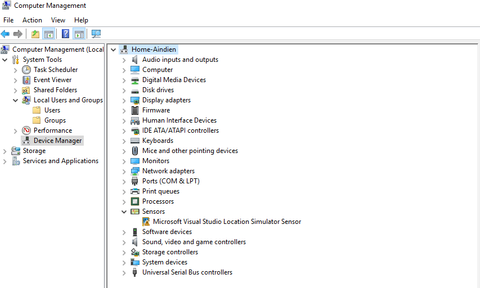 Computer Management
File Action View Help
Computer Management (Local
System Tools
Task Scheduler
Event Viewer
Shared Folders
Local Users and Groups
Users
Groups
Performance
Device Manager
Storage
Services and Applications
Home-Aindien
Audio inputs and outputs
Computer
Digital Media Devices
Disk drives
Display adapters
Firmware
Human Interface Devices
IDE ATA/ATAPI controllers
Keyboards
Mice and other pointing devices
Monitors
Network adapters
Ports (COM & LPT)
Print queues
Processors
Sensors
Microsoft Visual Studio Location Simulator Sensor
Software devices
Sound, video and game controllers
Storage controllers
System devices
Universal Serial Bus controllers